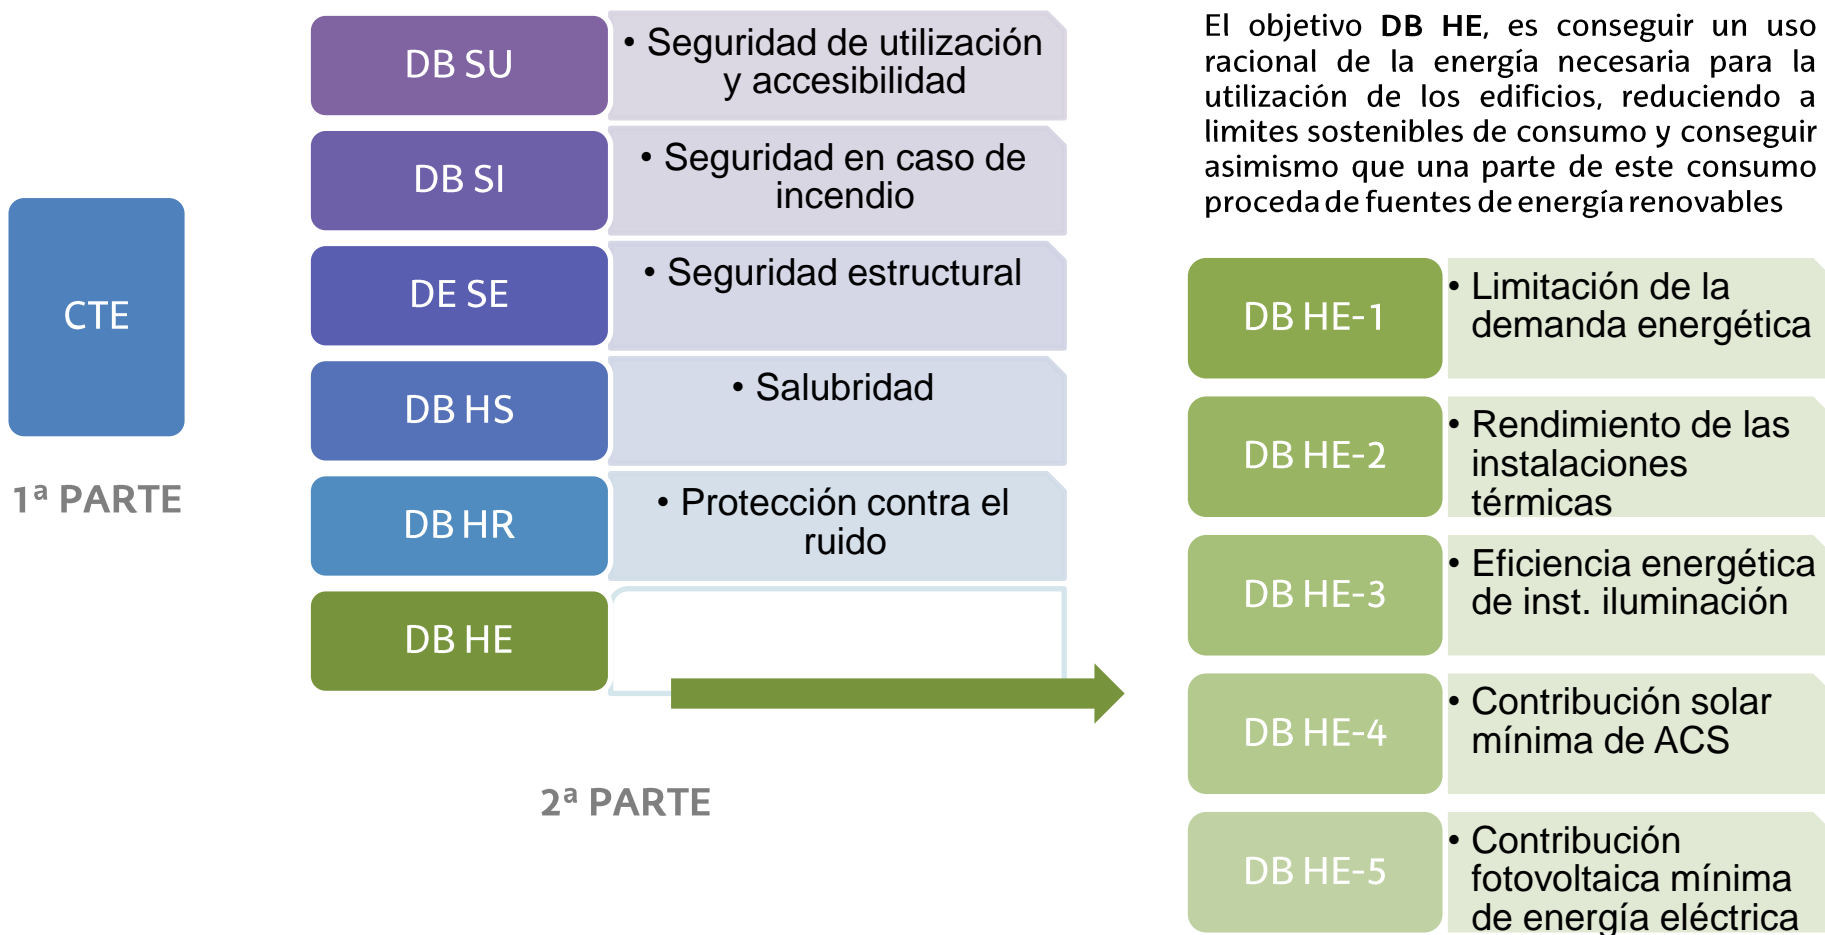 CTE
1ª PARTE
DB SU
• Seguridad de utilización
y accesibilidad
DB SI
• Seguridad en caso de
incendio
DE SE
• Seguridad estructural
DB HS
• Salubridad
DB HR
• Protección contra el
ruido
DB HE
2ª PARTE
El objetivo DB HE, es conseguir un uso
racional de la energía necesaria para la
utilización de los edificios, reduciendo a
limites sostenibles de consumo y conseguir
asimismo que una parte de este consumo
proceda de fuentes de energía renovables
DB HE-1
• Limitación de la
demanda energética
DB HE-2
• Rendimiento de las
instalaciones
térmicas
DB HE-3
• Eficiencia energética
de inst. iluminación
DB HE-4
• Contribución solar
mínima de ACS
DB HE-5
• Contribución
fotovoltaica mínima
de energía eléctrica